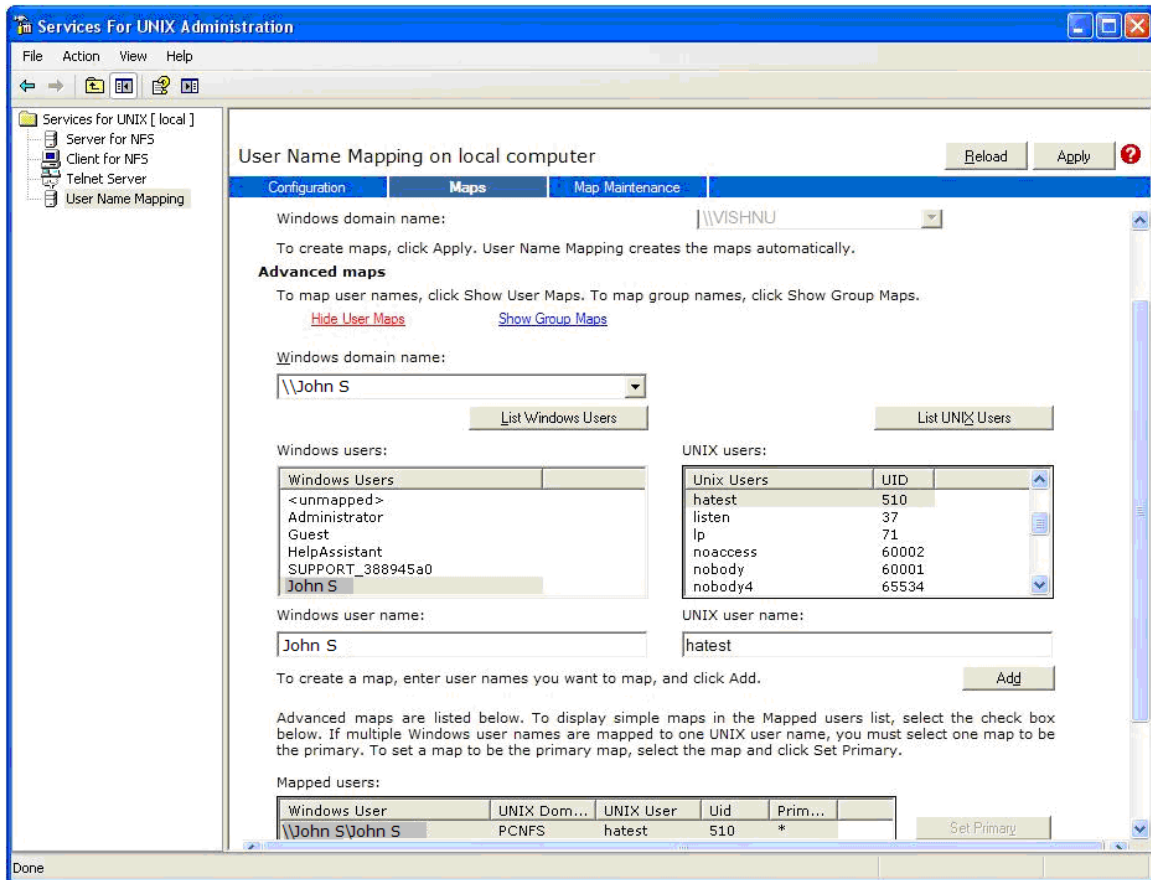 Services For UNIX Administration
File Action View Help
Services for UNIX [ local ]
Server for NFS
Client for NFS
Telnet Server
User Name Mapping
User Name Mapping on local computer
Reload Apply ?
Configuration Maps Map Maintenance
Windows domain name: \\VISHNU
To create maps, click Apply. User Name Mapping creates the maps automatically.
Advanced maps
To map user names, click Show User Maps. To map group names, click Show Group Maps.
Hide User Maps Show Group Maps
Windows domain name:
\\John S
List Windows Users List UNIX Users
Windows users: UNIX users:
Windows Users Unix Users UID
<unmapped> hatest 510
Administrator listen 37
Guest lp 71
HelpAssistant noaccess 60002
SUPPORT_388945a0 nobody 60001
John S nobody4 65534
Windows user name: UNIX user name:
John S hatest
To create a map, enter user names you want to map, and click Add. Add
Advanced maps are listed below. To display simple maps in the Mapped users list, select the check box
below. If multiple Windows user names are mapped to one UNIX user name, you must select one map to be
the primary. To set a map to be the primary map, select the map and click Set Primary.
Mapped users:
Windows User UNIX Dom... UNIX User Uid Prim...
\\John S\John S PCNFS hatest 510 * Set Primary
Done